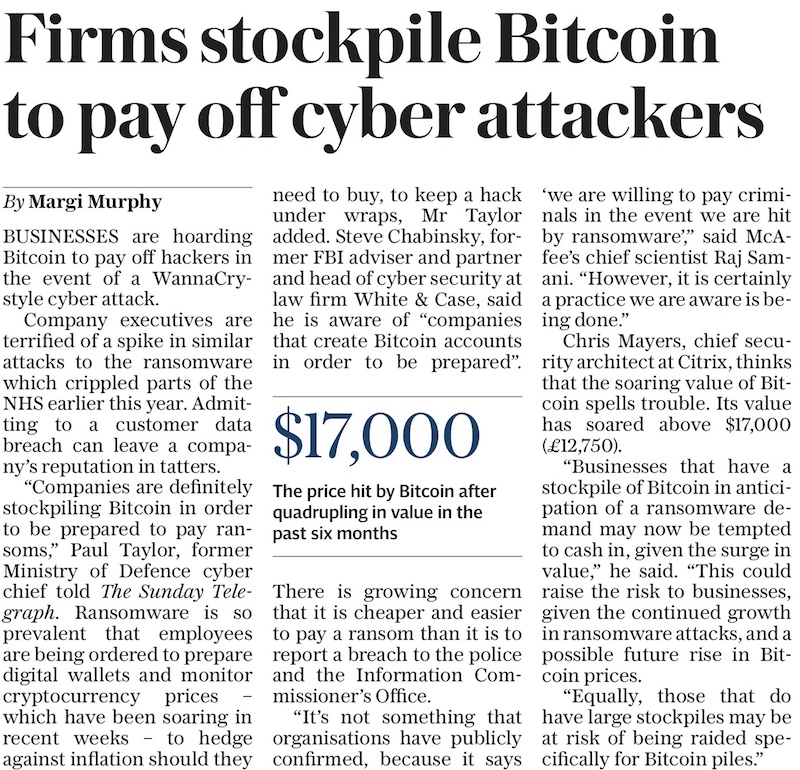 Firms stockpile Bitcoin
to pay off cyber attackers
By Margi Murphy
BUSINESSES are hoarding
Bitcoin to pay off hackers in
the event of a WannaCry-
style cyber attack.
Company executives are
terrified of a spike in similar
attacks to the ransomware
which crippled parts of the
NHS earlier this year. Admit-
ting to a customer data
breach can leave a compa-
ny’s reputation in tatters.
“Companies are definitely
stockpiling Bitcoin in order
to be prepared to pay ran-
soms,” Paul Taylor, former
Ministry of Defence cyber
chief told The Sunday Tele-
graph. Ransomware is so
prevalent that employees
are being ordered to prepare
digital wallets and monitor
cryptocurrency prices –
which have been soaring in
recent weeks – to hedge
against inflation should they
need to buy, to keep a hack
under wraps, Mr Taylor
added. Steve Chabinsky, for-
mer FBI adviser and partner
and head of cyber security at
law firm White & Case, said
he is aware of “companies
that create Bitcoin accounts
in order to be prepared”.
$17,000
The price hit by Bitcoin after
quadrupling in value in the
past six months
There is growing concern
that it is cheaper and easier
to pay a ransom than it is to
report a breach to the police
and the Information Com-
missioner’s Office.
“It’s not something that
organisations have publicly
confirmed, because it says
‘we are willing to pay crimi-
nals in the event we are hit
by ransomware’,” said McA-
fee’s chief scientist Raj Sam-
ani. “However, it is certainly
a practice we are aware is be-
ing done.”
Chris Mayers, chief secu-
rity architect at Citrix, thinks
that the soaring value of Bit-
coin spells trouble. Its value
has soared above $17,000
(£12,750).
“Businesses that have a
stockpile of Bitcoin in antici-
pation of a ransomware de-
mand may now be tempted
to cash in, given the surge in
value,” he said. “This could
raise the risk to businesses,
given the continued growth
in ransomware attacks, and a
possible future rise in Bit-
coin prices.
“Equally, those that do
have large stockpiles may be
at risk of being raided spe-
cifically for Bitcoin piles.”